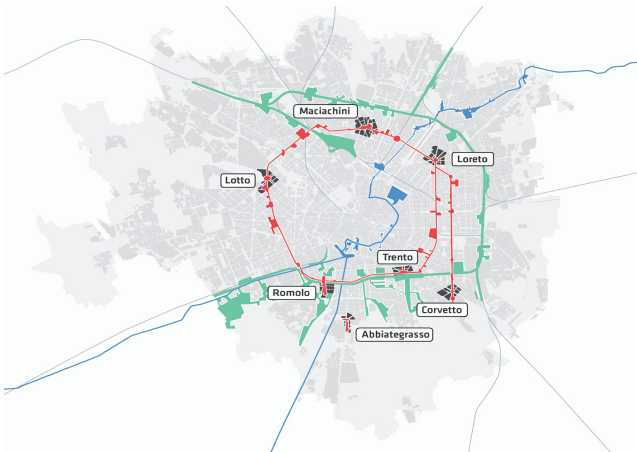 Maciachini
Loreto
Lotto
Trento
Romolo
Corvetto
Abbiategrasso